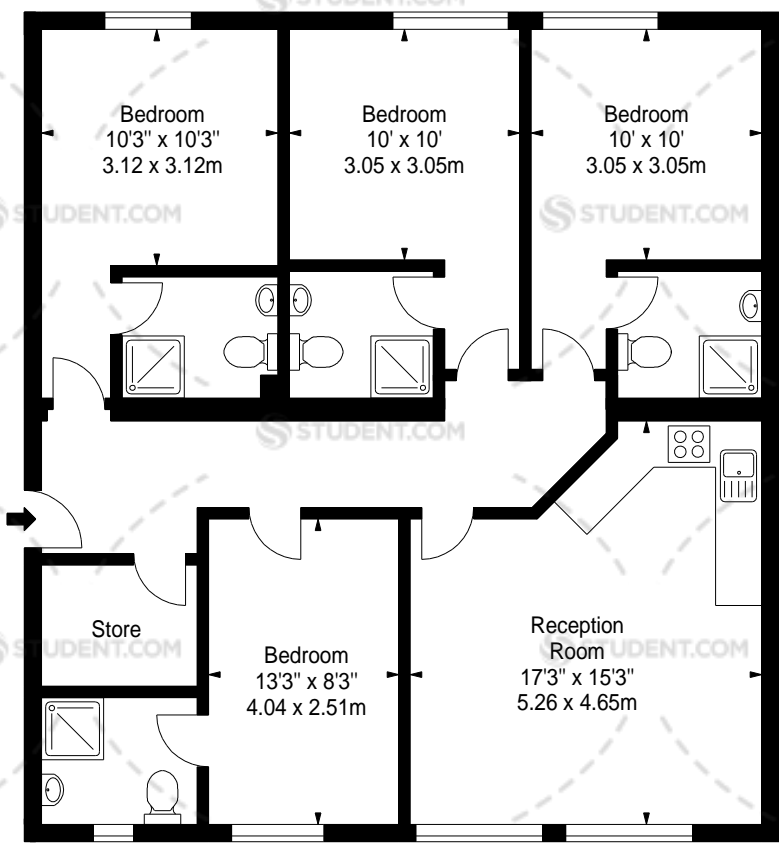 STUDENT.COM
Bedroom
10'3" x 10'3"
3.12 x 3.12m
Bedroom
10' x 10'
3.05 x 3.05m
Bedroom
10' x 10'
3.05 x 3.05m
STUDENT.COM
STUDENT.COM
STUDENT.COM
Store
Bedroom
13'3" x 8'3"
4.04 x 2.51m
Reception
Room
17'3" x 15'3"
5.26 x 4.65m
STUDENT.COM
STUDENT.COM